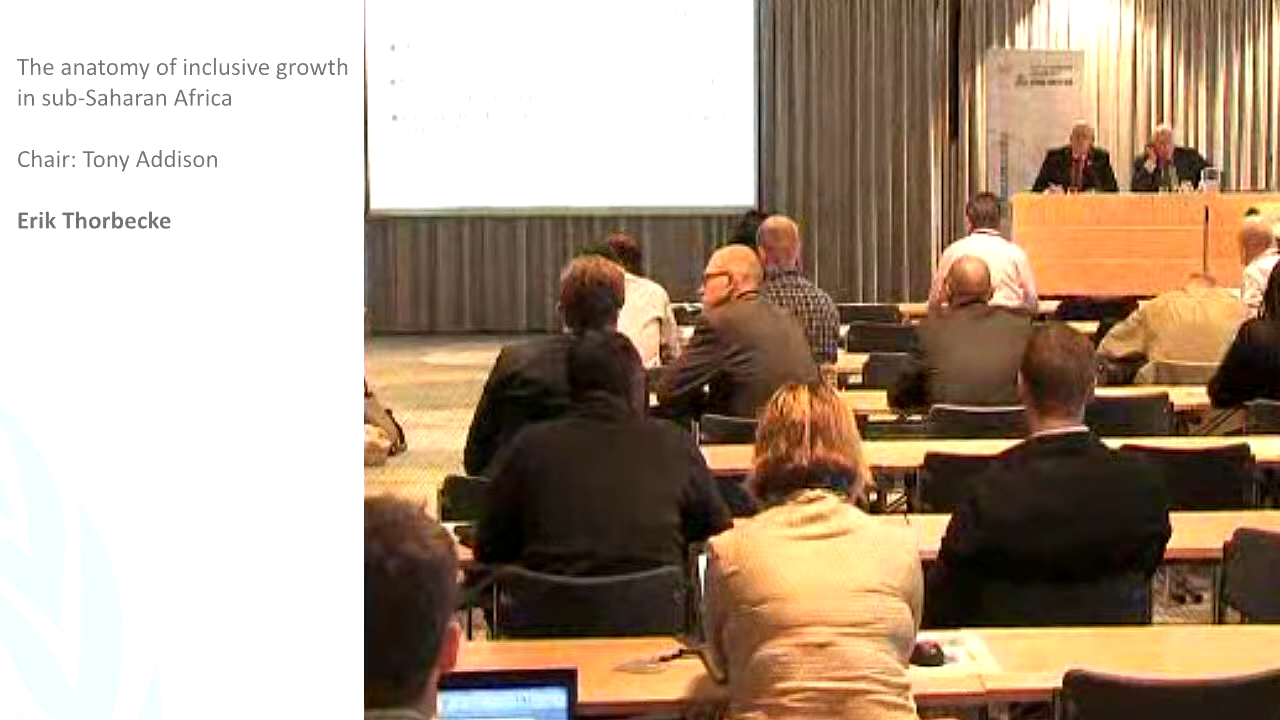 The anatomy of inclusive growth
in sub-Saharan Africa
Chair: Tony Addison
Erik Thorbecke